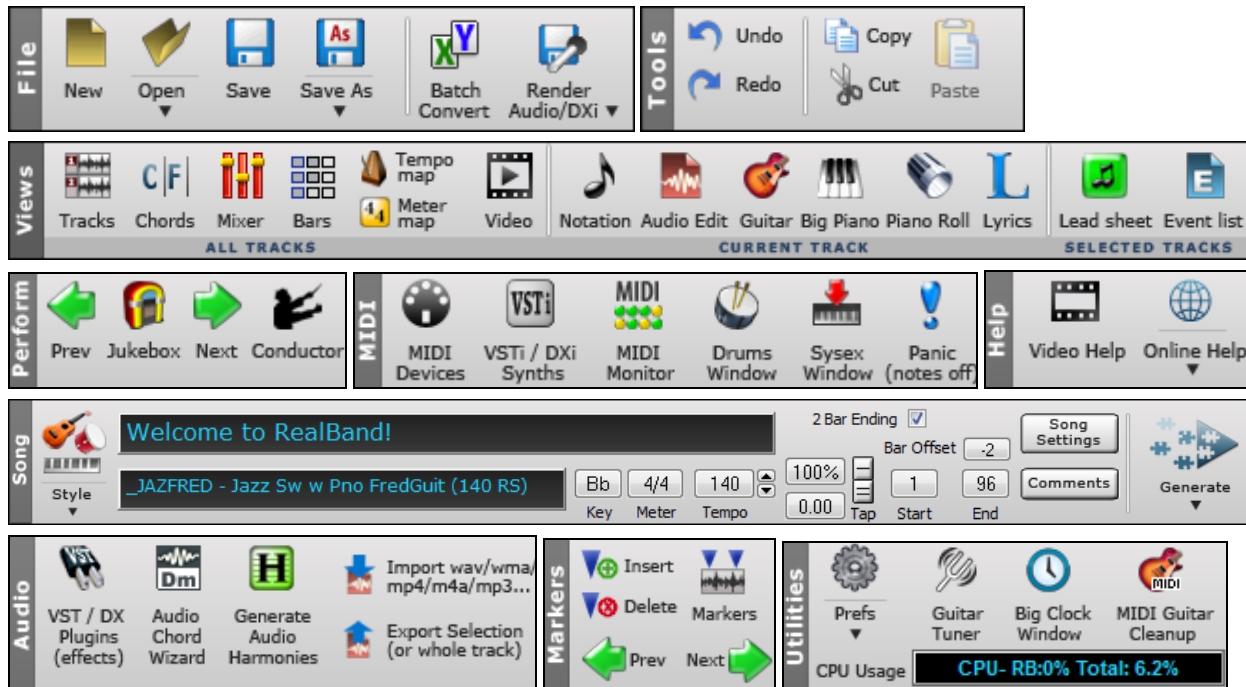 File
New
Open
Save
As
Save As
X Y
Batch
Convert
Render
Audio/DXi
Tools
Undo
Redo
Copy
Cut
Paste
Views
Tracks
C F
Chords
Mixer
Bars
Tempo
map
4 4
Meter
map
Video
ALL TRACKS
Notation
Audio Edit
Guitar
Big Piano
Piano Roll
L
Lyrics
CURRENT TRACK
Lead sheet
E
Event list
SELECTED TRACKS
Perform
Prev
Jukebox
Next
Conductor
MIDI
MIDI
Devices
VSTi
VSTi / DXi
Synths
MIDI
MIDI
Monitor
Drums
Window
Sysex
Window
Panic
(notes off)
Help
Video Help
Online Help
Song
Style
Welcome to RealBand!
_JAZFRED - Jazz Sw w Pno FredGuit (140 RS)
Bb
Key
4/4
Meter
140
Tempo
2 Bar Ending
Bar Offset -2
100%
0.00
Tap
1
Start
96
End
Song
Settings
Comments
Generate
Audio
VST
VST / DX
Plugins
(effects)
Dm
Audio
Chord
Wizard
H
Generate
Audio
Harmonies
Import wav/wma/
mp4/m4a/mp3...
Export Selection
(or whole track)
Markers
Insert
Delete
Markers
Prev
Next
Utilities
Prefs
Guitar
Tuner
Big Clock
Window
MIDI
MIDI Guitar
Cleanup
CPU Usage
CPU- RB:0% Total: 6.2%